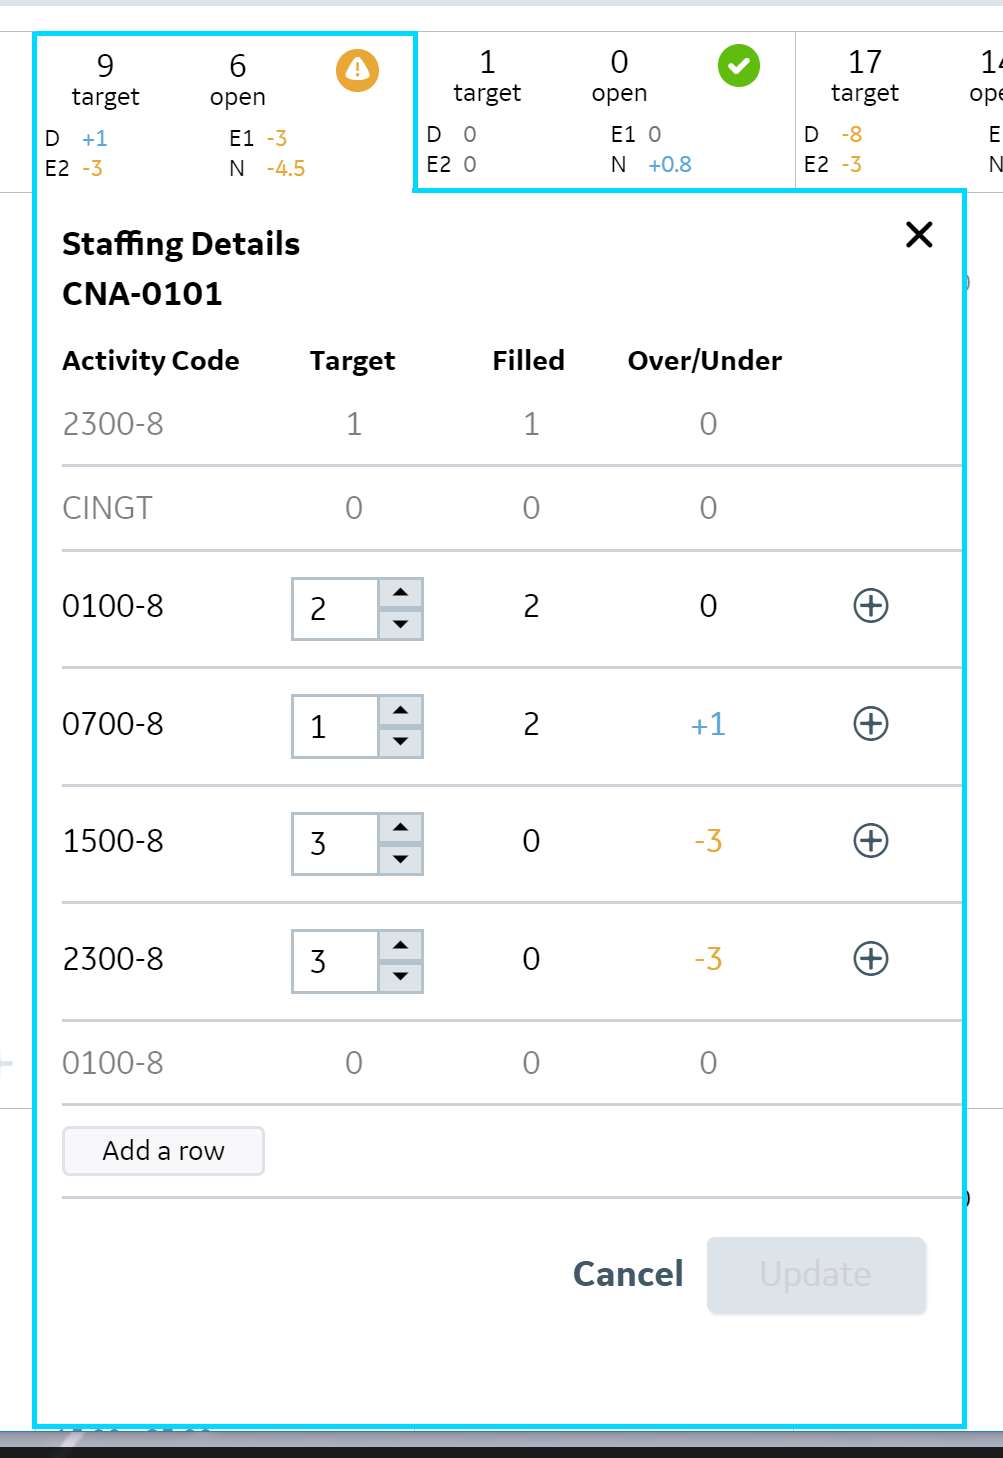 9 6 1 0 17
target open target open target
D +1 E1 -3 D 0 E1 0 D -8 E
E2 -3 N -4.5 E2 0 N +0.8 E2 -3 N
Staffing Details
CNA-0101
Activity Code Target Filled Over/Under
2300-8 1 1 0
CINGT 0 0 0
0100-8 2 2 0
0700-8 1 2 +1
1500-8 3 0 -3
2300-8 3 0 -3
0100-8 0 0 0
Add a row
Cancel Update